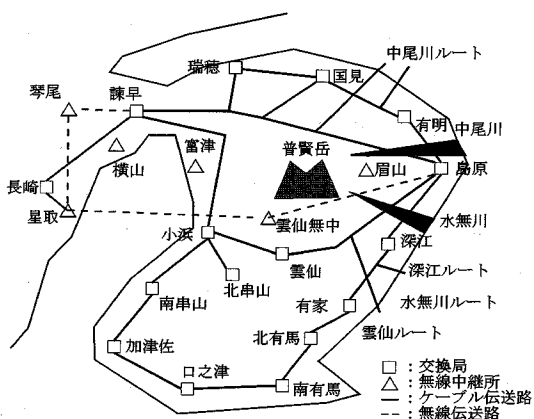 中尾川ルート
瑞穂
国見
琴尾
諫早
有明
中尾川
富津
普賢岳
横山
眉山
島原
長崎
星取
雲仙無中
水無川
小浜
深江
雲仙
北串山
深江ルート
南串山
有家
水無川ルート
北有馬
雲仙ルート
加津佐
口之津
南有馬
□：交換局
△：無線中継所
―：ケーブル伝送路
--：無線伝送路